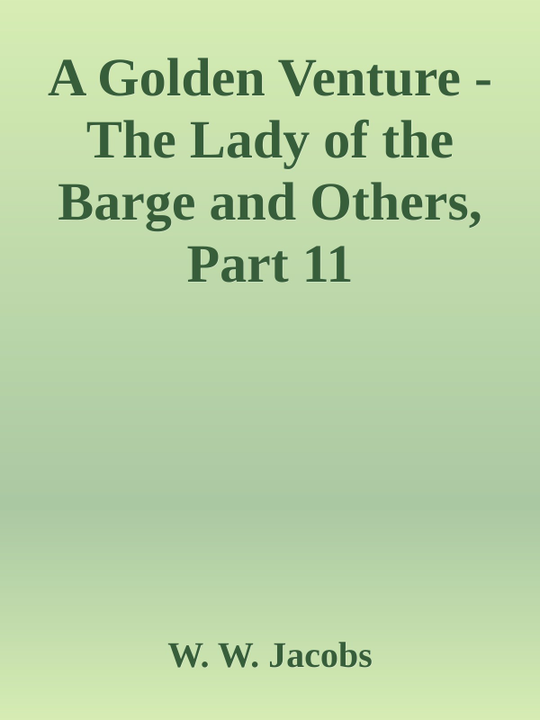 A Golden Venture -
The Lady of the
Barge and Others,
Part 11
W. W. Jacobs